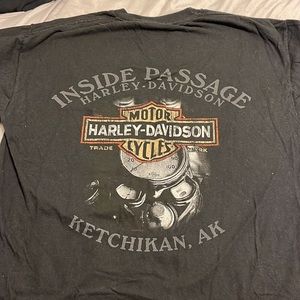 INSIDE PASSAGE
HARLEY-DAVIDSON
MOTOR
HARLEY-DAVIDSON
TRADE MARK
CYCLES
KETCHIKAN, AK